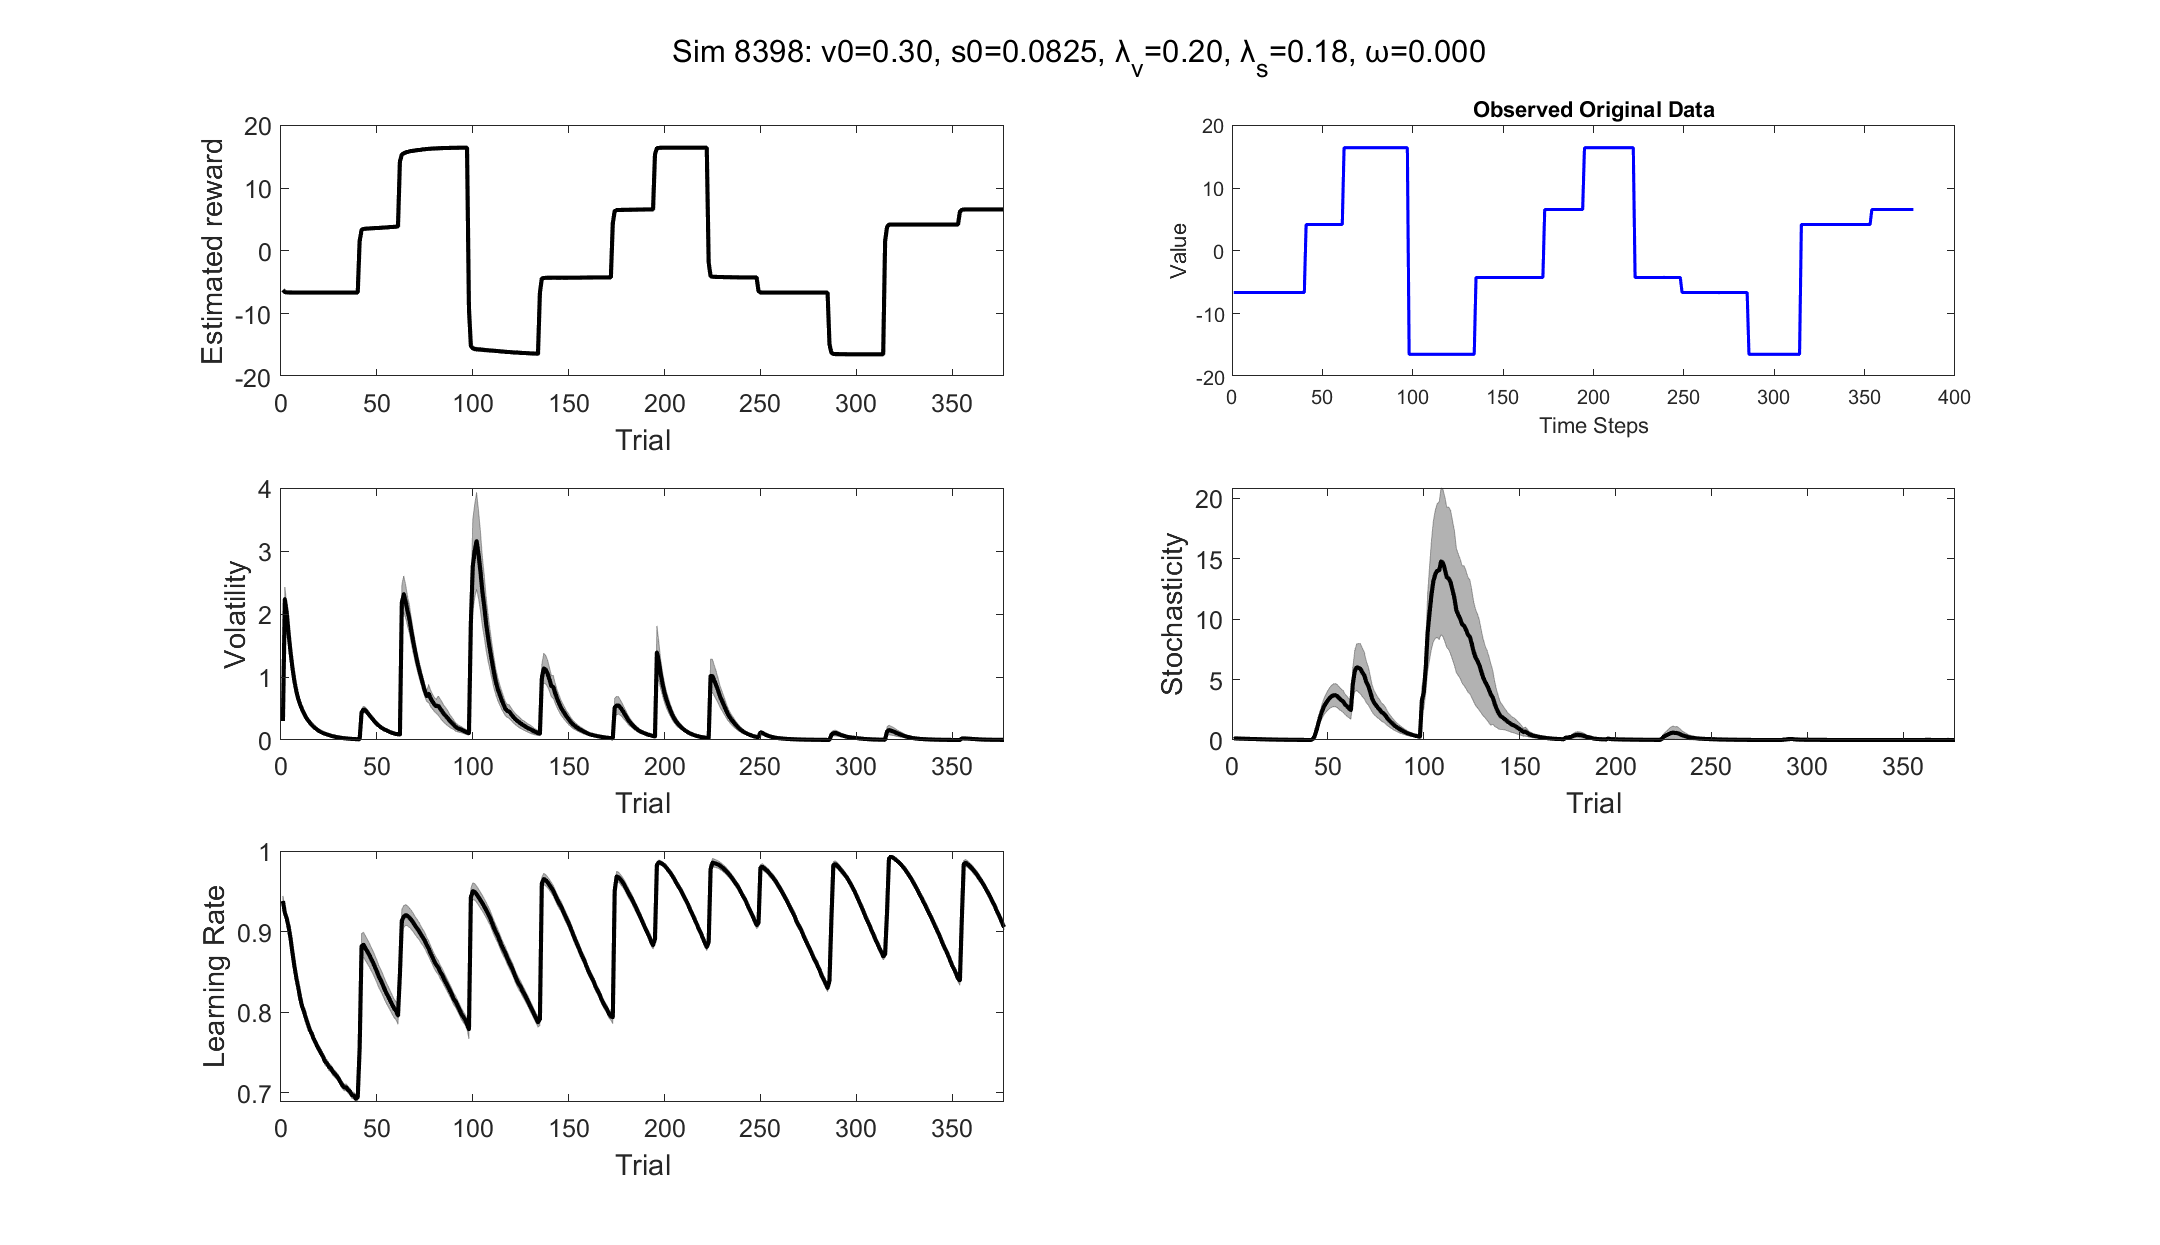 Sim 8398: v0=0.30, s0=0.0825, λv=0.20, λs=0.18, ω=0.000
Estimated reward
20
10
0
-10
-20
0 50 100 150 200 250 300 350
Trial
Observed Original Data
Value
20
10
0
-10
-20
0 50 100 150 200 250 300 350 400
Time Steps
Volatility
4
3
2
1
0
0 50 100 150 200 250 300 350
Trial
Stochasticity
20
15
10
5
0
0 50 100 150 200 250 300 350
Trial
Learning Rate
1
0.9
0.8
0.7
0 50 100 150 200 250 300 350
Trial